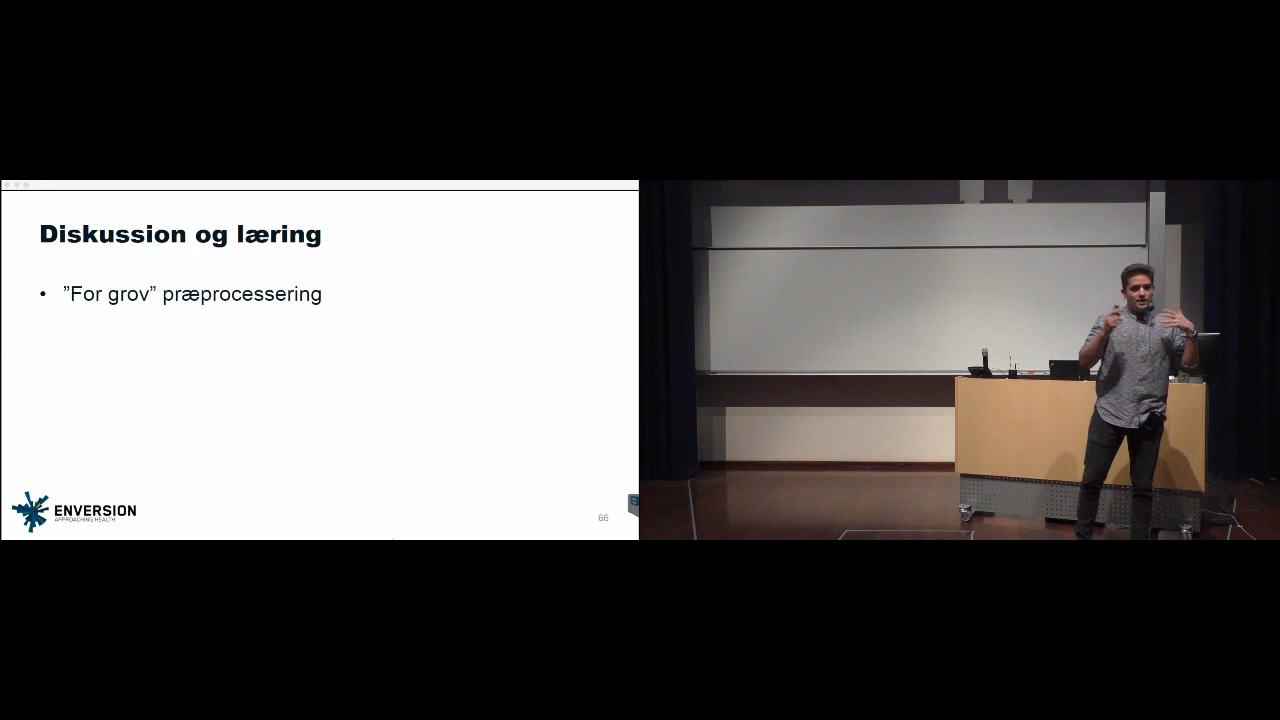 Diskussion og læring
• ”For grov” præprocessering
ENVERSION
APPROACHING HEALTH
66